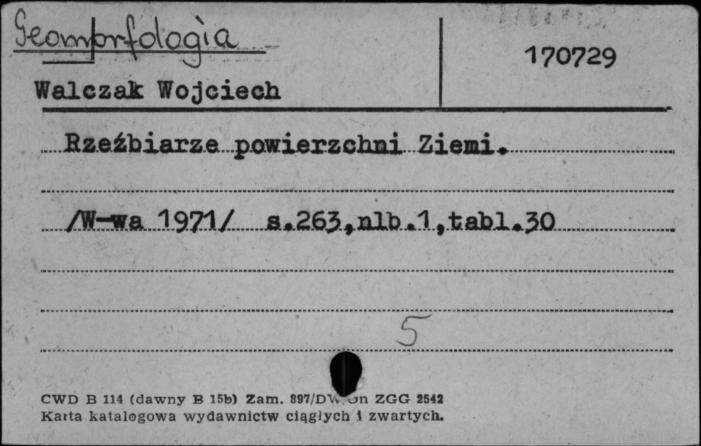 Geomorfologia
170729
Walczak Wojciech
Rzeźbiarze powierzchni Ziemi.
/W-wa 1971/ s.263,nlb.1,tabl.30
5
CWD B 114 (dawny B 15b) Zam. 897/DW/ ZGG 2542
Karta katalogowa wydawnictw ciągłych i zwartych.